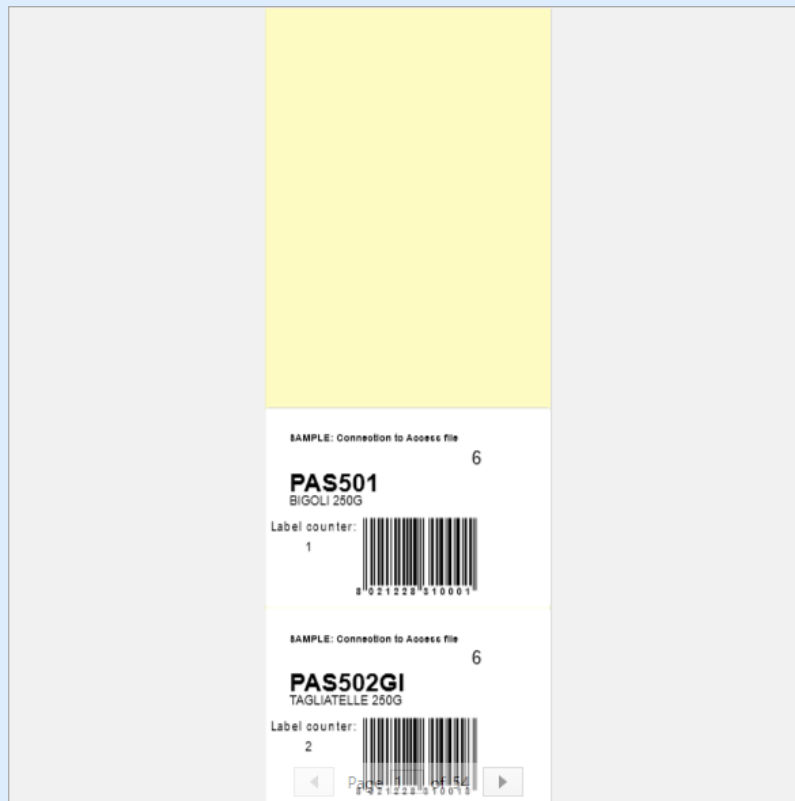 SAMPLE: Connection to Access file
6
PAS501
BIGOLI 250G
Label counter:
1
8 021228 310001
SAMPLE: Connection to Access file
6
PAS502GI
TAGLIATELLE 250G
Label counter:
2
Page 1 of 54